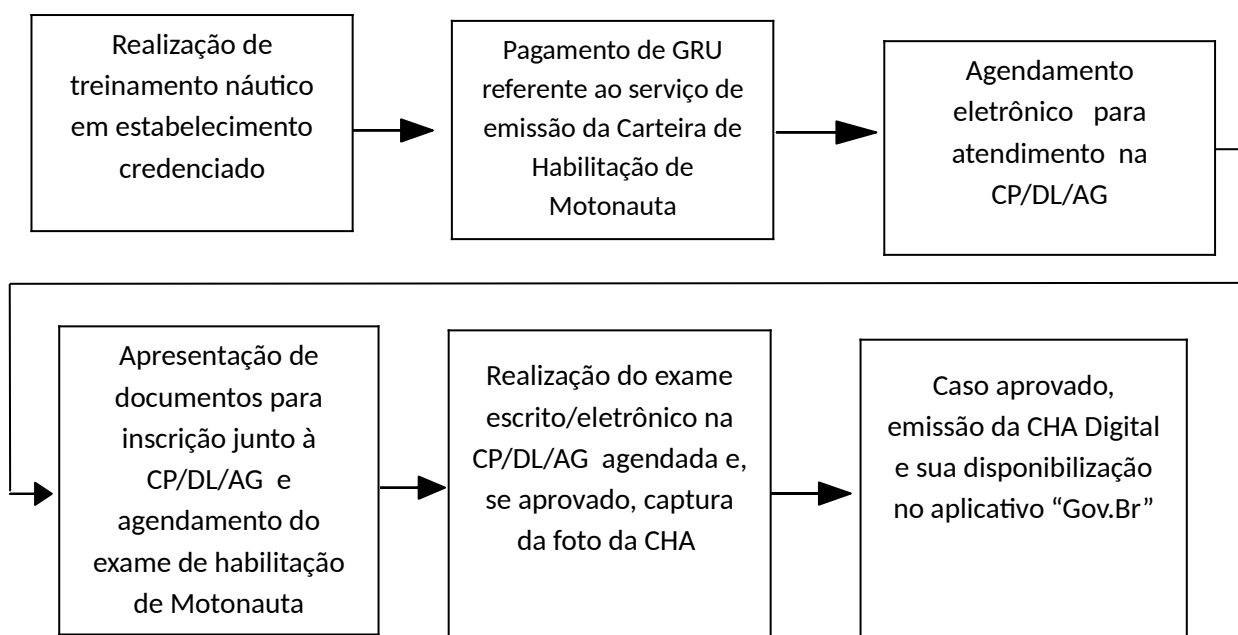 Realização de
treinamento náutico
em estabelecimento
credenciado
Pagamento de GRU
referente ao serviço de
emissão da Carteira de
Habilitação de
Motonauta
Agendamento
eletrônico para
atendimento na
CP/DL/AG
Apresentação de
documentos para
inscrição junto à
CP/DL/AG e
agendamento do
exame de habilitação
de Motonauta
Realização do exame
escrito/eletrônico na
CP/DL/AG agendada e,
se aprovado, captura
da foto da CHA
Caso aprovado,
emissão da CHA Digital
e sua disponibilização
no aplicativo “Gov.Br”